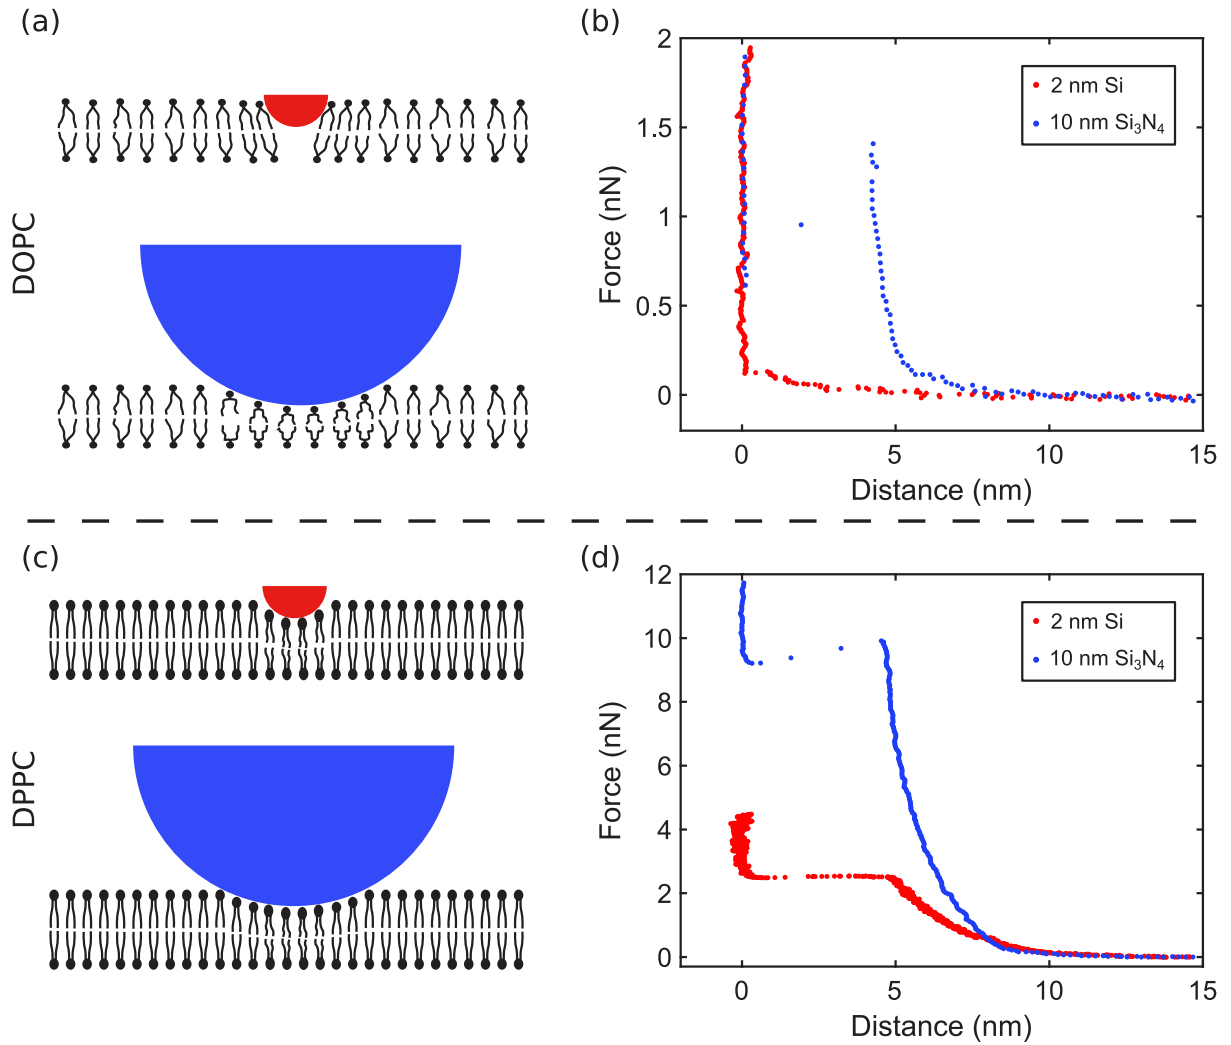 (a)
DOPC
(b)
2
1.5
1
0.5
0
Force (nN)
2 nm Si
10 nm Si₃N₄
0 5 10 15
Distance (nm)
(c)
DPPC
(d)
12
10
8
6
4
2
0
Force (nN)
2 nm Si
10 nm Si₃N₄
0 5 10 15
Distance (nm)